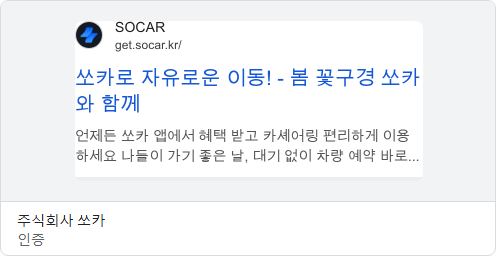 SOCAR
get.socar.kr/
쏘카로 자유로운 이동! - 봄 꽃구경 쏘카
와 함께
언제든 쏘카 앱에서 혜택 받고 카셰어링 편리하게 이용
하세요 나들이 가기 좋은 날, 대기 없이 차량 예약 바로...
주식회사 쏘카
인증